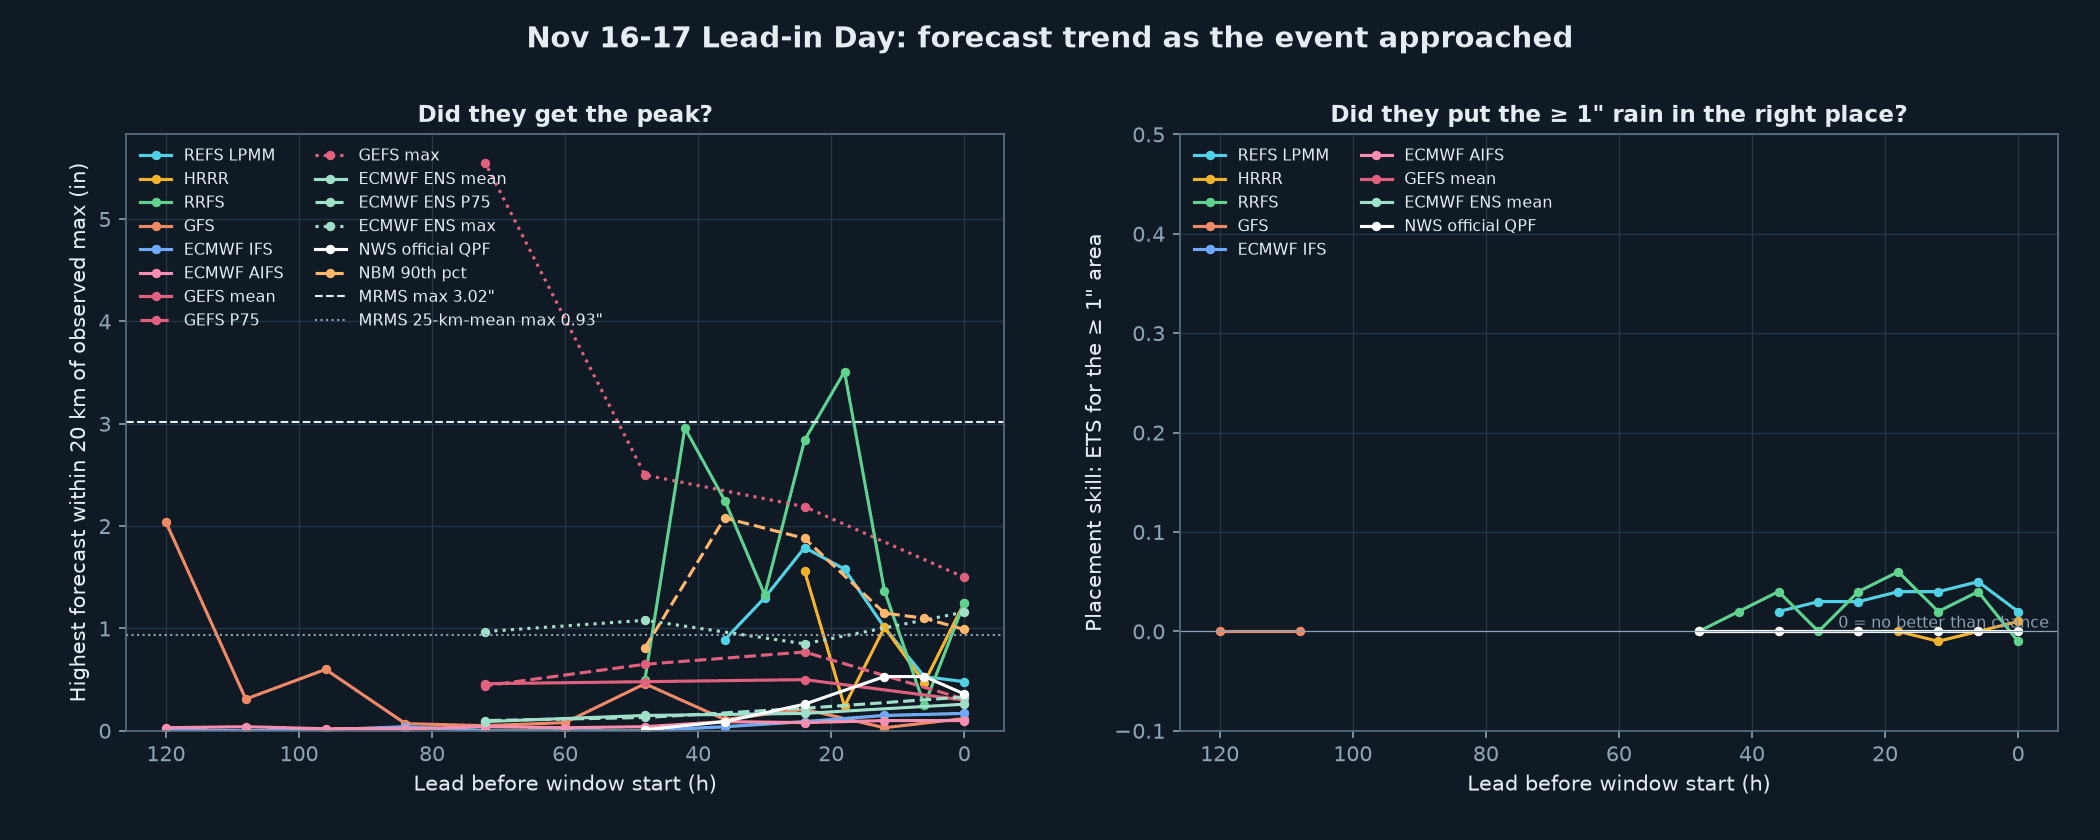 Nov 16-17 Lead-in Day: forecast trend as the event approached
Did they get the peak?
Highest forecast within 20 km of observed max (in)
5
4
3
2
1
0
REFS LPMM
HRRR
RRFS
GFS
ECMWF IFS
ECMWF AIFS
GEFS mean
GEFS P75
GEFS max
ECMWF ENS mean
ECMWF ENS P75
ECMWF ENS max
NWS official QPF
NBM 90th pct
MRMS max 3.02"
MRMS 25-km-mean max 0.93"
120 100 80 60 40 20 0
Lead before window start (h)
Did they put the ≥ 1" rain in the right place?
Placement skill: ETS for the ≥ 1" area
0.5
0.4
0.3
0.2
0.1
0.0
−0.1
REFS LPMM
HRRR
RRFS
GFS
ECMWF IFS
ECMWF AIFS
GEFS mean
ECMWF ENS mean
NWS official QPF
0 = no better than chance
120 100 80 60 40 20 0
Lead before window start (h)